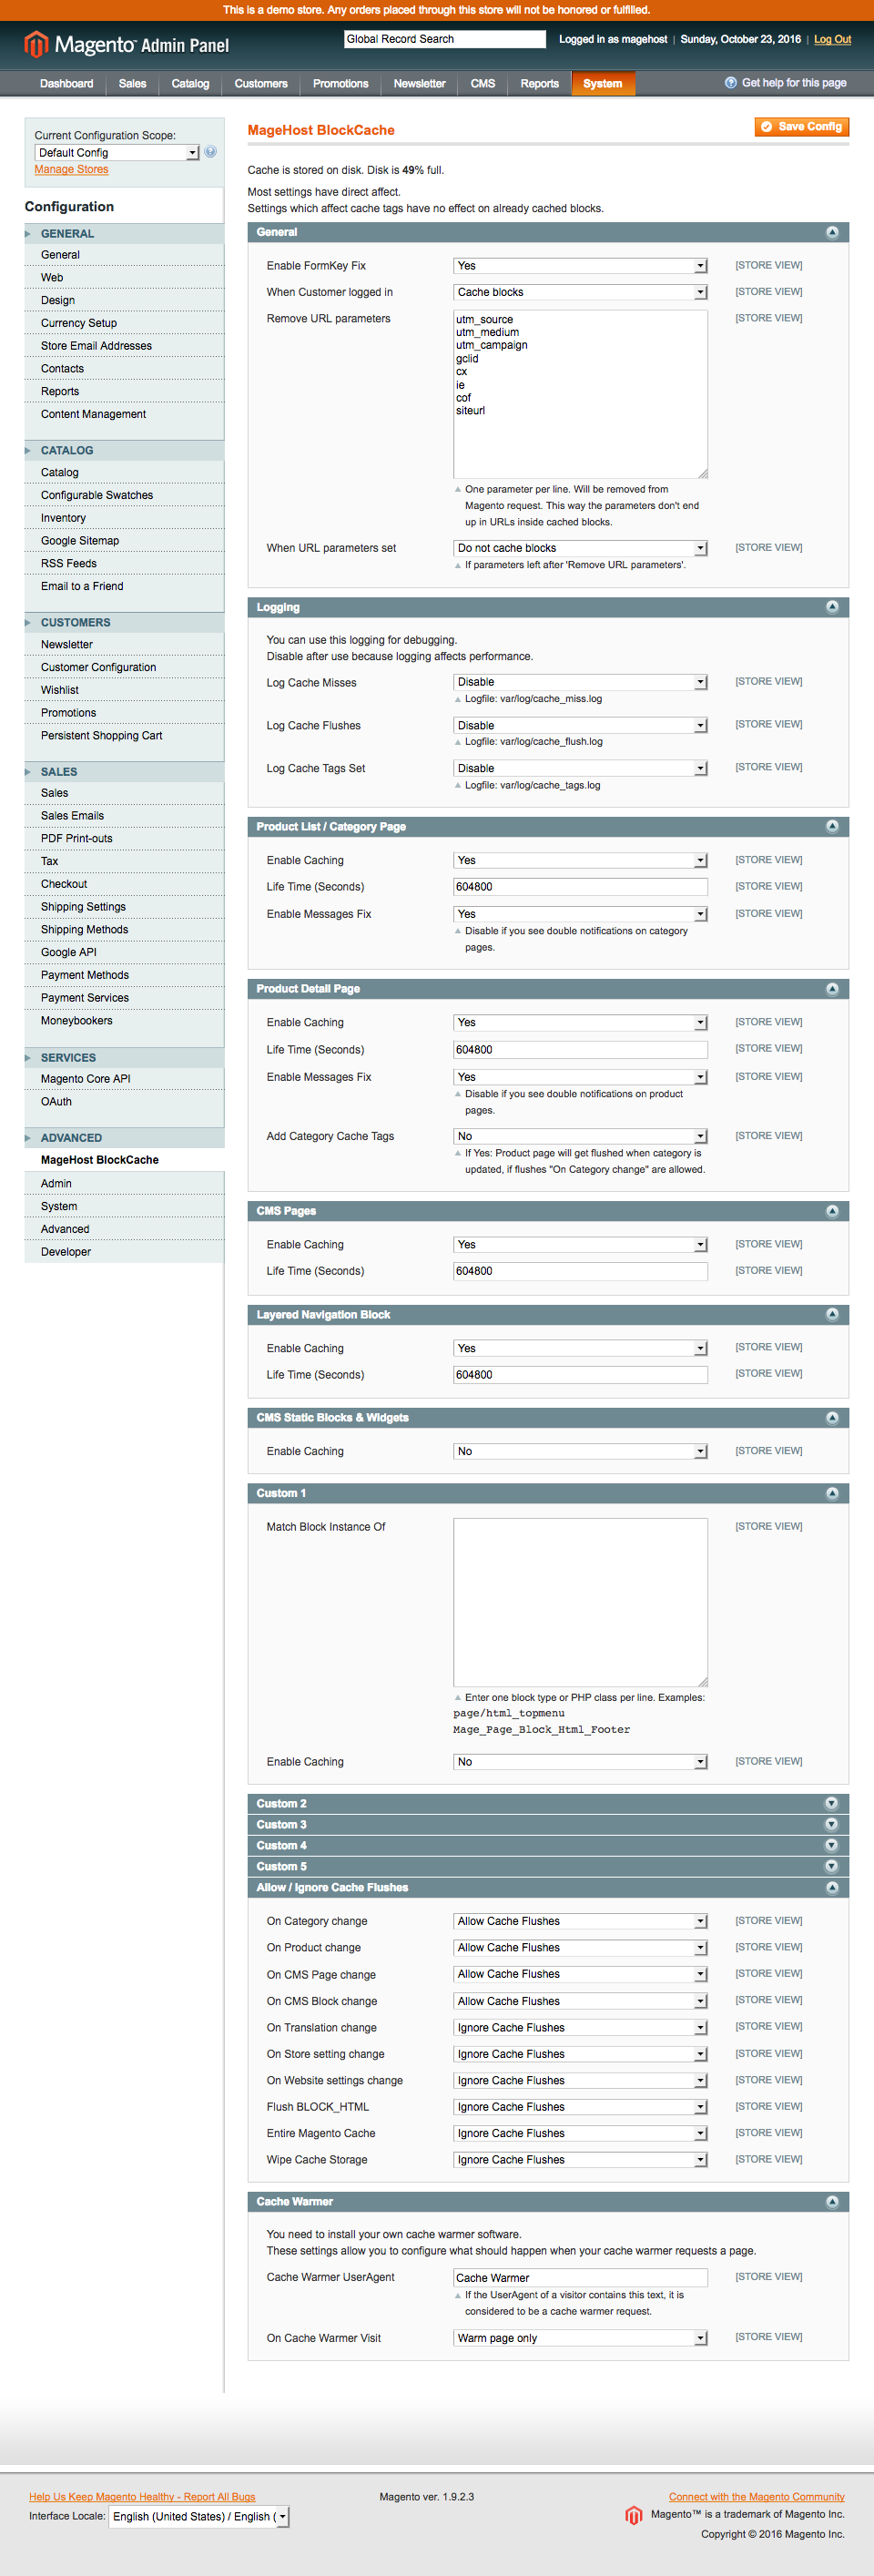 This is a demo store. Any orders placed through this store will not be honored or fulfilled.
Magento™ Admin Panel
Global Record Search
Logged in as magehost | Sunday, October 23, 2016 | Log Out
Dashboard Sales Catalog Customers Promotions Newsletter CMS Reports System
Get help for this page
Current Configuration Scope:
Default Config
Manage Stores
Configuration
GENERAL
General
Web
Design
Currency Setup
Store Email Addresses
Contacts
Reports
Content Management
CATALOG
Catalog
Configurable Swatches
Inventory
Google Sitemap
RSS Feeds
Email to a Friend
CUSTOMERS
Newsletter
Customer Configuration
Wishlist
Promotions
Persistent Shopping Cart
SALES
Sales
Sales Emails
PDF Print-outs
Tax
Checkout
Shipping Settings
Shipping Methods
Google API
Payment Methods
Payment Services
Moneybookers
SERVICES
Magento Core API
OAuth
ADVANCED
MageHost BlockCache
Admin
System
Advanced
Developer
MageHost BlockCache
Save Config
Cache is stored on disk. Disk is 49% full.
Most settings have direct affect.
Settings which affect cache tags have no effect on already cached blocks.
General
Enable FormKey Fix Yes [STORE VIEW]
When Customer logged in Cache blocks [STORE VIEW]
Remove URL parameters [STORE VIEW]
utm_source
utm_medium
utm_campaign
gclid
cx
ie
cof
siteurl
One parameter per line. Will be removed from
Magento request. This way the parameters don't end
up in URLs inside cached blocks.
When URL parameters set Do not cache blocks [STORE VIEW]
If parameters left after 'Remove URL parameters'.
Logging
You can use this logging for debugging.
Disable after use because logging affects performance.
Log Cache Misses Disable [STORE VIEW]
Logfile: var/log/cache_miss.log
Log Cache Flushes Disable [STORE VIEW]
Logfile: var/log/cache_flush.log
Log Cache Tags Set Disable [STORE VIEW]
Logfile: var/log/cache_tags.log
Product List / Category Page
Enable Caching Yes [STORE VIEW]
Life Time (Seconds) 604800 [STORE VIEW]
Enable Messages Fix Yes [STORE VIEW]
Disable if you see double notifications on category
pages.
Product Detail Page
Enable Caching Yes [STORE VIEW]
Life Time (Seconds) 604800 [STORE VIEW]
Enable Messages Fix Yes [STORE VIEW]
Disable if you see double notifications on product
pages.
Add Category Cache Tags No [STORE VIEW]
If Yes: Product page will get flushed when category is
updated, if flushes "On Category change" are allowed.
CMS Pages
Enable Caching Yes [STORE VIEW]
Life Time (Seconds) 604800 [STORE VIEW]
Layered Navigation Block
Enable Caching Yes [STORE VIEW]
Life Time (Seconds) 604800 [STORE VIEW]
CMS Static Blocks & Widgets
Enable Caching No [STORE VIEW]
Custom 1
Match Block Instance Of [STORE VIEW]
Enter one block type or PHP class per line. Examples:
page/html_topmenu
Mage_Page_Block_Html_Footer
Enable Caching No [STORE VIEW]
Custom 2
Custom 3
Custom 4
Custom 5
Allow / Ignore Cache Flushes
On Category change Allow Cache Flushes [STORE VIEW]
On Product change Allow Cache Flushes [STORE VIEW]
On CMS Page change Allow Cache Flushes [STORE VIEW]
On CMS Block change Allow Cache Flushes [STORE VIEW]
On Translation change Ignore Cache Flushes [STORE VIEW]
On Store setting change Ignore Cache Flushes [STORE VIEW]
On Website settings change Ignore Cache Flushes [STORE VIEW]
Flush BLOCK_HTML Ignore Cache Flushes [STORE VIEW]
Entire Magento Cache Ignore Cache Flushes [STORE VIEW]
Wipe Cache Storage Ignore Cache Flushes [STORE VIEW]
Cache Warmer
You need to install your own cache warmer software.
These settings allow you to configure what should happen when your cache warmer requests a page.
Cache Warmer UserAgent Cache Warmer [STORE VIEW]
If the UserAgent of a visitor contains this text, it is
considered to be a cache warmer request.
On Cache Warmer Visit Warm page only [STORE VIEW]
Help Us Keep Magento Healthy - Report All Bugs
Interface Locale: English (United States) / English (
Magento ver. 1.9.2.3
Connect with the Magento Community
Magento™ is a trademark of Magento Inc.
Copyright © 2016 Magento Inc.